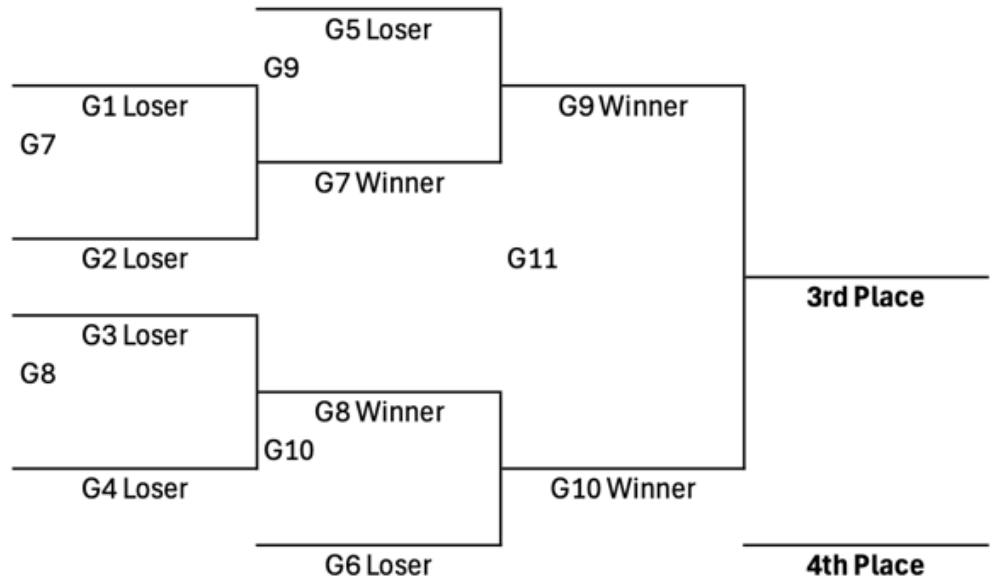 G5 Loser
G9
G1 Loser
G9 Winner
G7
G7 Winner
G2 Loser
G11
3rd Place
G3 Loser
G8
G8 Winner
G10
G4 Loser
G10 Winner
G6 Loser
4th Place